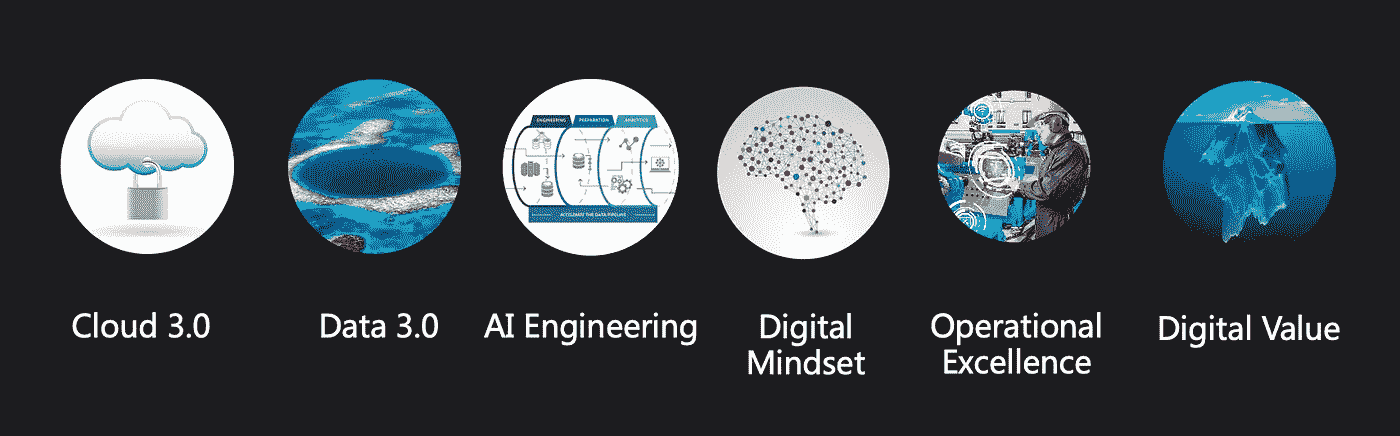 ENGINEERING
PREPARATION
ANALYTICS
ACCELERATE THE DATA PIPELINE
Cloud 3.0
Data 3.0
AI Engineering
Digital
Mindset
Operational
Excellence
Digital Value